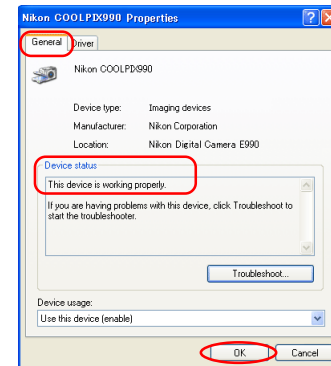 Nikon COOLPIX990 Properties
General Driver
Nikon COOLPIX990
Device type: Imaging devices
Manufacturer: Nikon Corporation
Location: Nikon Digital Camera E990
Device status
This device is working properly.
If you are having problems with this device, click Troubleshoot to
start the troubleshooter.
Troubleshoot...
Device usage:
Use this device (enable)
OK Cancel